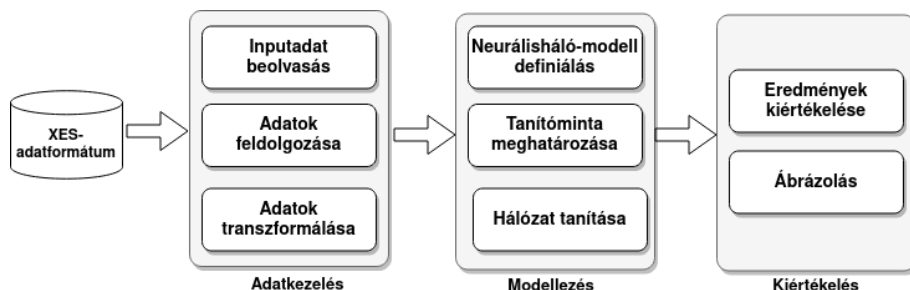 XES-
adatformátum
Inputadat
beolvasás
Adatok
feldolgozása
Adatok
transzformálása
Adatkezelés
Neurálisháló-modell
definiálás
Tanítóminta
meghatározása
Hálózat tanítása
Modellezés
Eredmények
kiértékelése
Ábrázolás
Kiértékelés